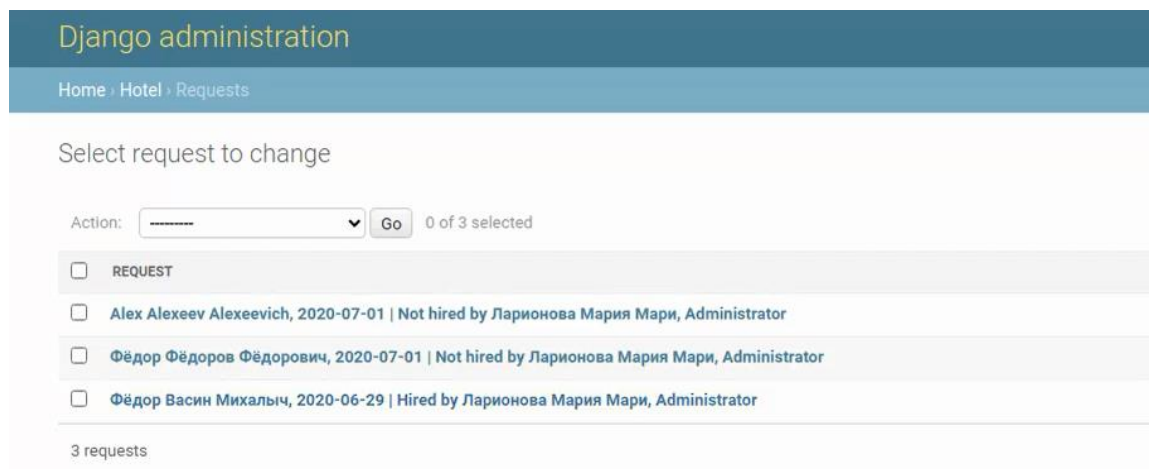 Django administration
Home › Hotel › Requests
Select request to change
Action: --------- Go 0 of 3 selected
REQUEST
Alex Alexeev Alexeevich, 2020-07-01 | Not hired by Ларионова Мария Мари, Administrator
Фёдор Фёдоров Фёдорович, 2020-07-01 | Not hired by Ларионова Мария Мари, Administrator
Фёдор Васин Михалыч, 2020-06-29 | Hired by Ларионова Мария Мари, Administrator
3 requests